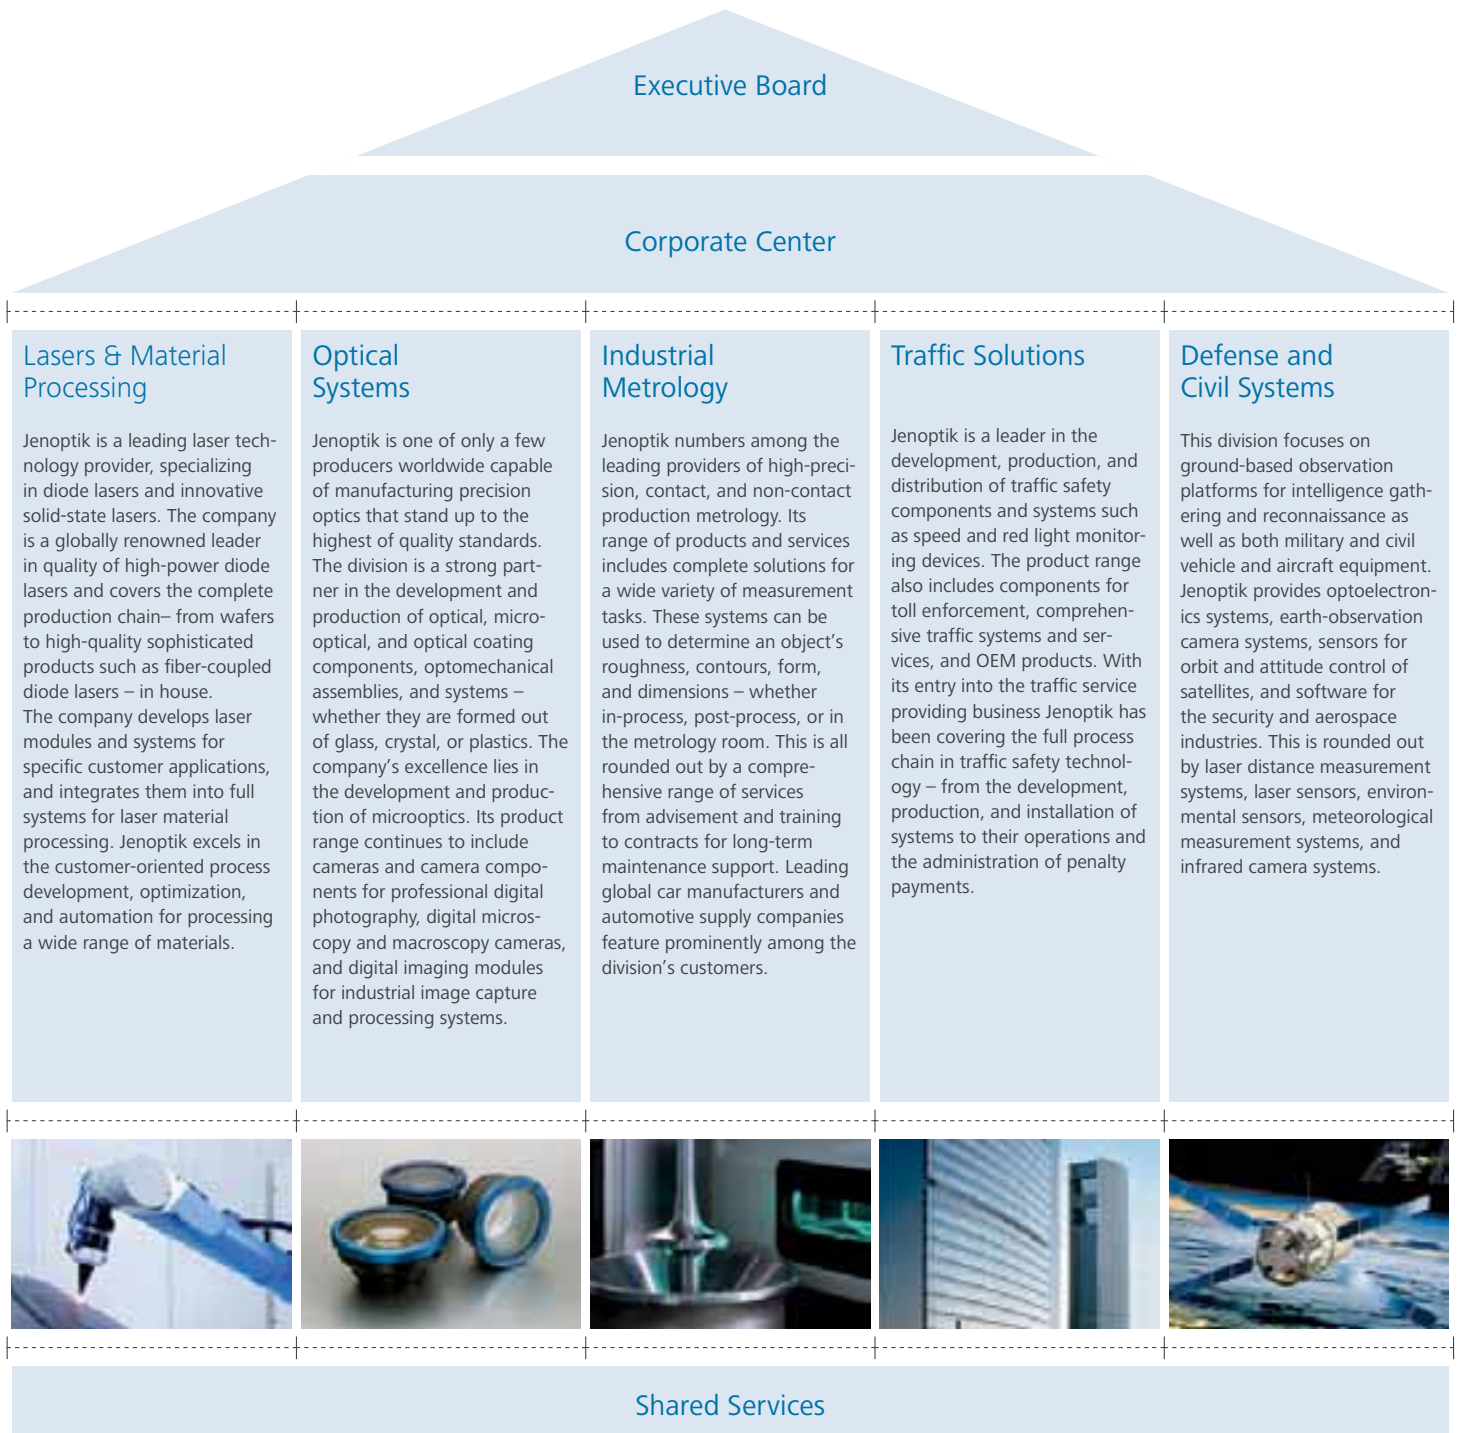 Executive Board
Corporate Center
Lasers & Material
Processing
Jenoptik is a leading laser tech-
nology provider, specializing
in diode lasers and innovative
solid-state lasers. The company
is a globally renowned leader
in quality of high-power diode
lasers and covers the complete
production chain– from wafers
to high-quality sophisticated
products such as fiber-coupled
diode lasers – in house.
The company develops laser
modules and systems for
specific customer applications,
and integrates them into full
systems for laser material
processing. Jenoptik excels in
the customer-oriented process
development, optimization,
and automation for processing
a wide range of materials.
Optical
Systems
Jenoptik is one of only a few
producers worldwide capable
of manufacturing precision
optics that stand up to the
highest of quality standards.
The division is a strong part-
ner in the development and
production of optical, micro-
optical, and optical coating
components, optomechanical
assemblies, and systems –
whether they are formed out
of glass, crystal, or plastics. The
company’s excellence lies in
the development and produc-
tion of microoptics. Its product
range continues to include
cameras and camera compo-
nents for professional digital
photography, digital micros-
copy and macroscopy cameras,
and digital imaging modules
for industrial image capture
and processing systems.
Industrial
Metrology
Jenoptik numbers among the
leading providers of high-preci-
sion, contact, and non-contact
production metrology. Its
range of products and services
includes complete solutions for
a wide variety of measurement
tasks. These systems can be
used to determine an object’s
roughness, contours, form,
and dimensions – whether
in-process, post-process, or in
the metrology room. This is all
rounded out by a compre-
hensive range of services
from advisement and training
to contracts for long-term
maintenance support. Leading
global car manufacturers and
automotive supply companies
feature prominently among the
division’s customers.
Traffic Solutions
Jenoptik is a leader in the
development, production, and
distribution of traffic safety
components and systems such
as speed and red light monitor-
ing devices. The product range
also includes components for
toll enforcement, comprehen-
sive traffic systems and ser-
vices, and OEM products. With
its entry into the traffic service
providing business Jenoptik has
been covering the full process
chain in traffic safety technol-
ogy – from the development,
production, and installation of
systems to their operations and
the administration of penalty
payments.
Defense and
Civil Systems
This division focuses on
ground-based observation
platforms for intelligence gath-
ering and reconnaissance as
well as both military and civil
vehicle and aircraft equipment.
Jenoptik provides optoelectron-
ics systems, earth-observation
camera systems, sensors for
orbit and attitude control of
satellites, and software for
the security and aerospace
industries. This is rounded out
by laser distance measurement
systems, laser sensors, environ-
mental sensors, meteorological
measurement systems, and
infrared camera systems.
Shared Services